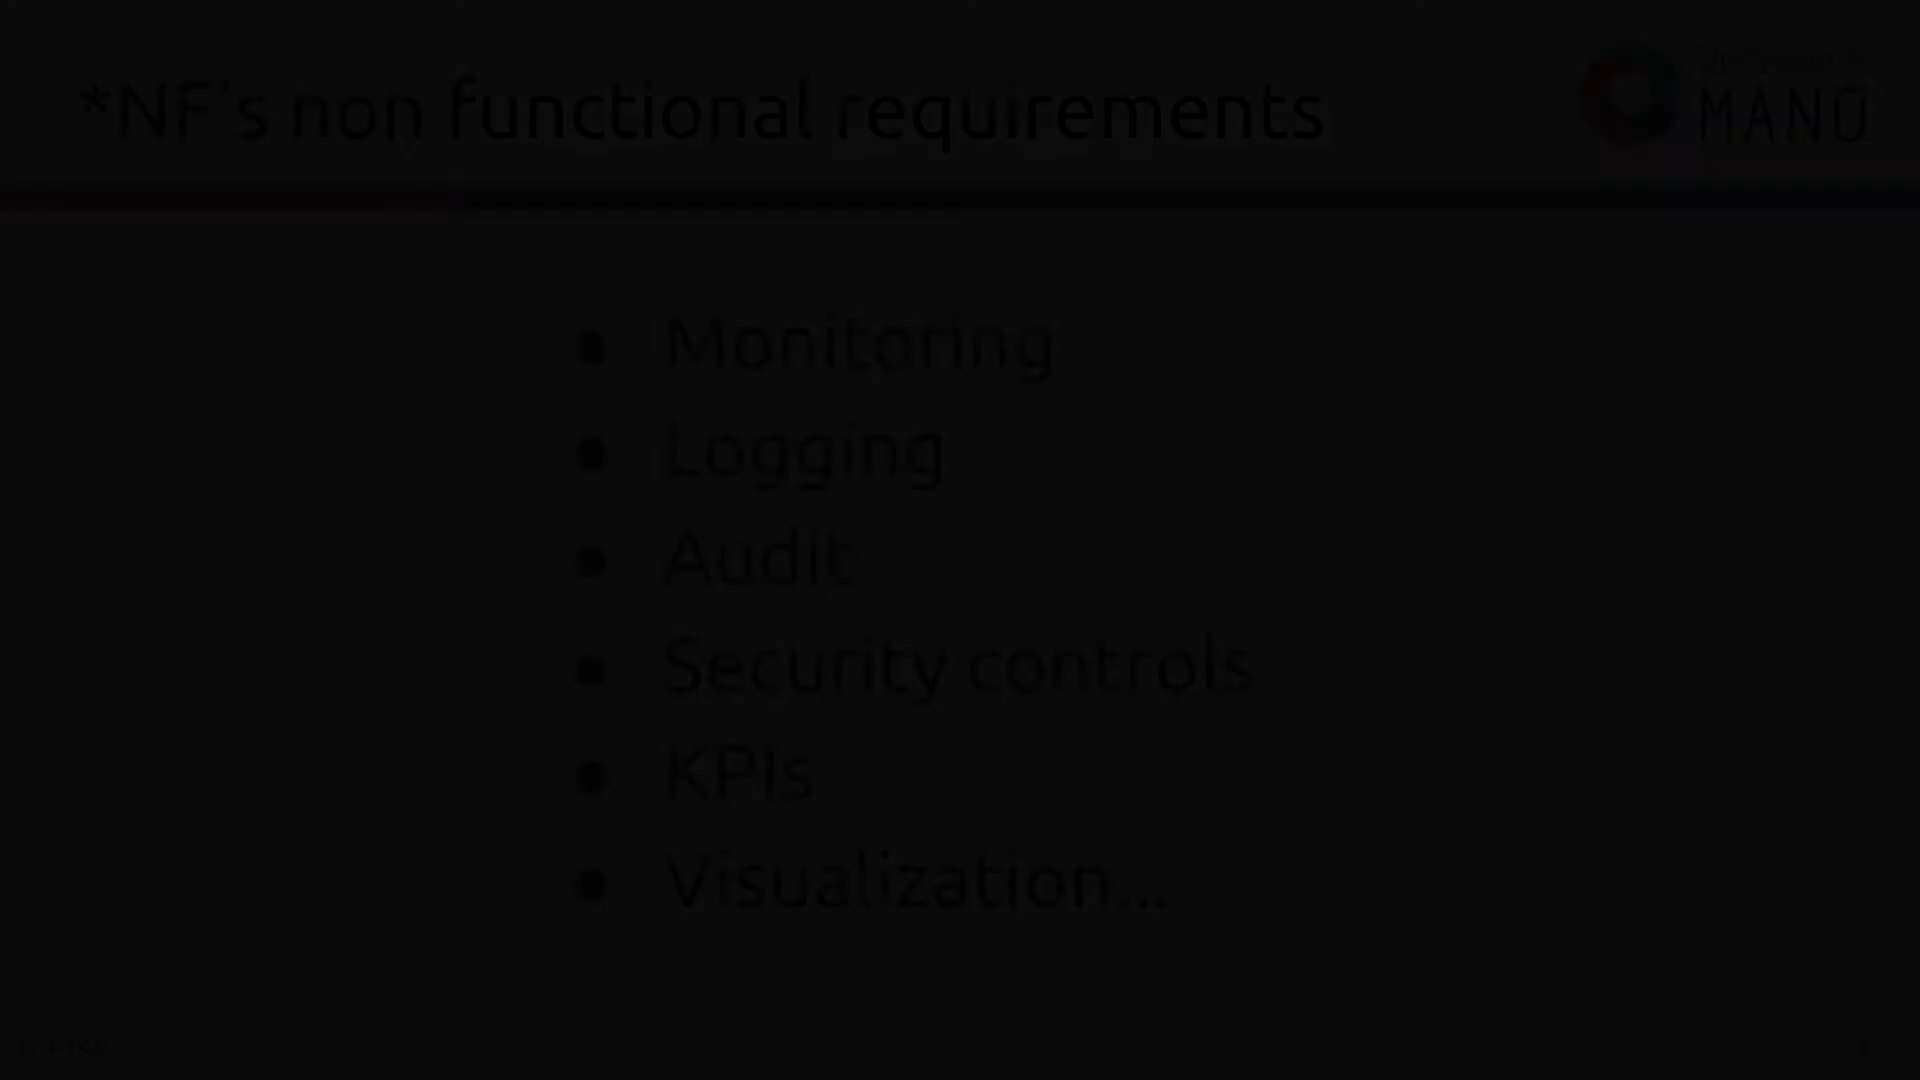 *NF's non functional requirements
MANO
● Monitoring
● Logging
● Audit
● Security controls
● KPIs
● Visualization...